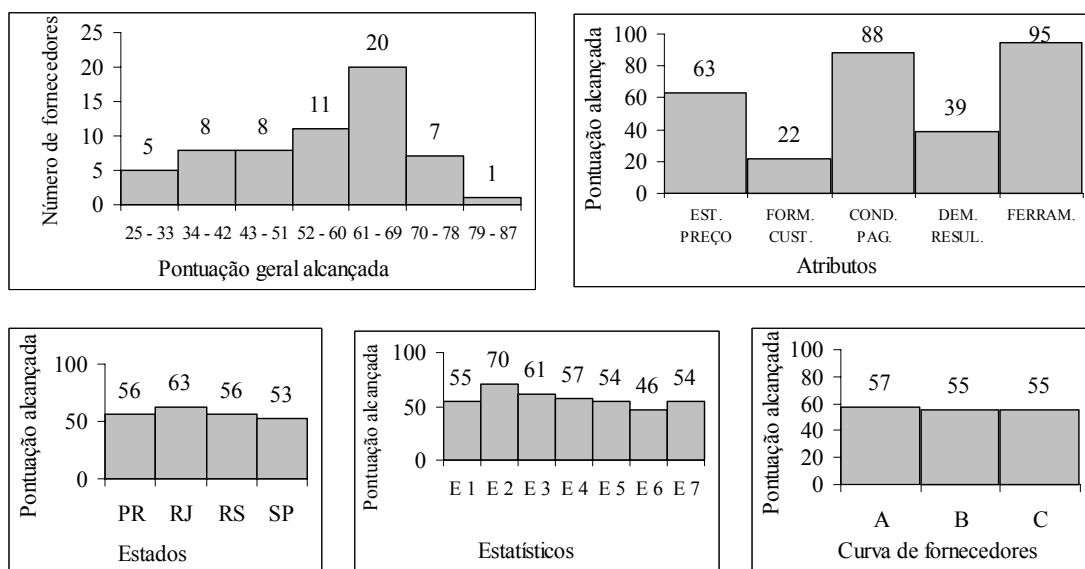 Número de fornecedores
25
20
15
10
5
0
5
8
8
11
20
7
1
25 - 33 34 - 42 43 - 51 52 - 60 61 - 69 70 - 78 79 - 87
Pontuação geral alcançada
Pontuação alcançada
100
80
60
40
20
0
63
22
88
39
95
EST. PREÇO
FORM. CUST.
COND. PAG.
DEM. RESUL.
FERRAM.
Atributos
Pontuação alcançada
100
50
0
56
63
56
53
PR RJ RS SP
Estados
Pontuação alcançada
100
50
0
55
70
61
57
54
46
54
E 1 E 2 E 3 E 4 E 5 E 6 E 7
Estatísticos
Pontuação alcançada
100
80
60
40
20
0
57
55
55
A B C
Curva de fornecedores